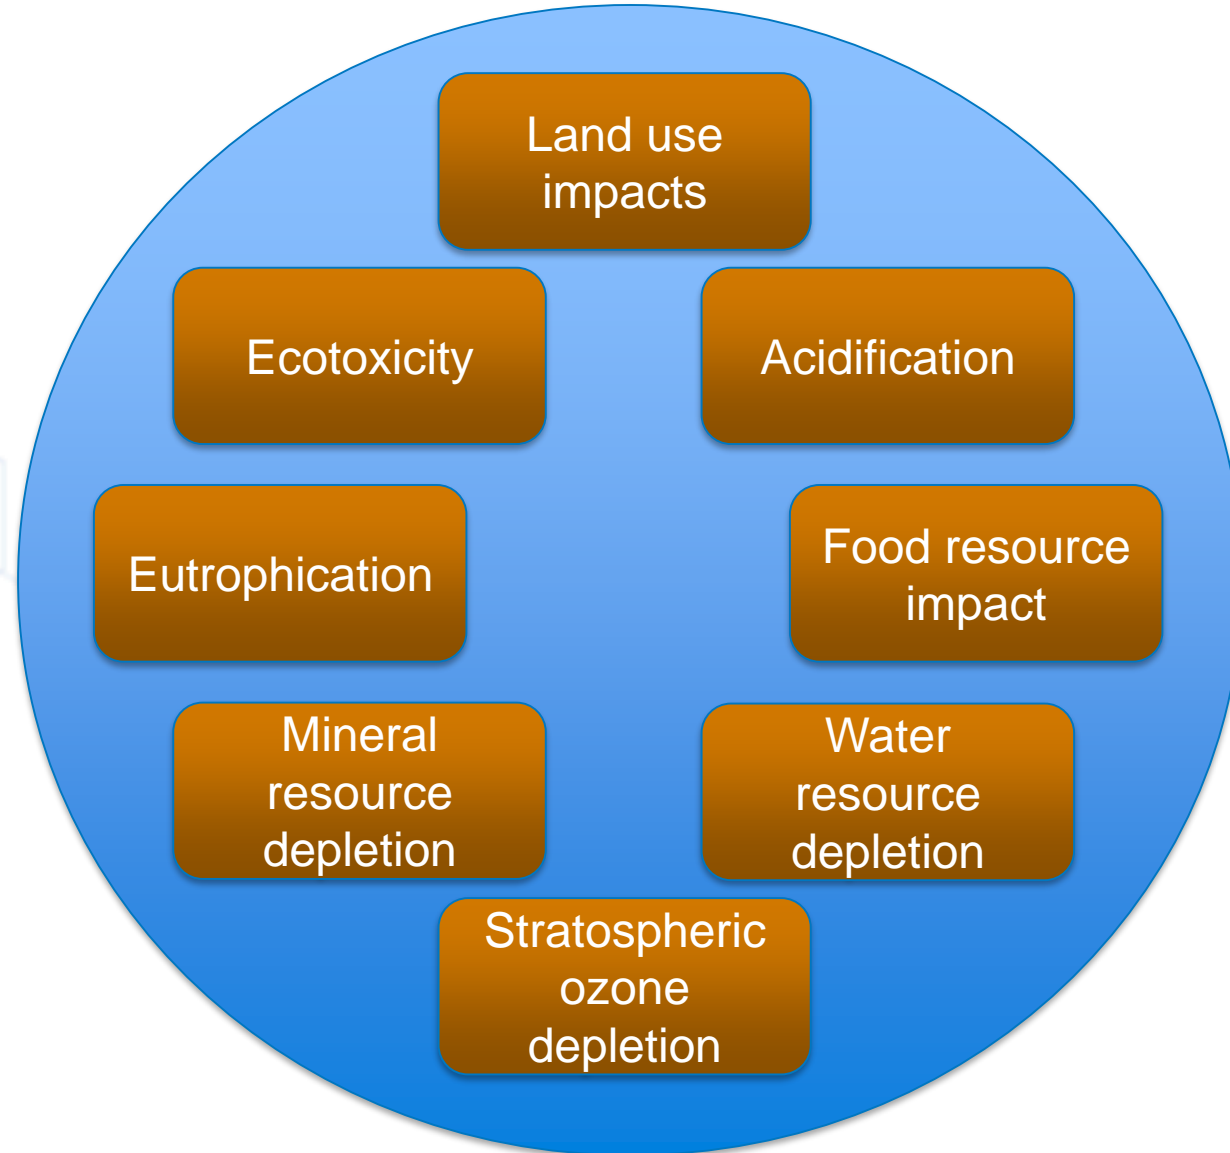 Land use
impacts
Ecotoxicity
Acidification
Eutrophication
Food resource
impact
Mineral
resource
depletion
Water
resource
depletion
Stratospheric
ozone
depletion